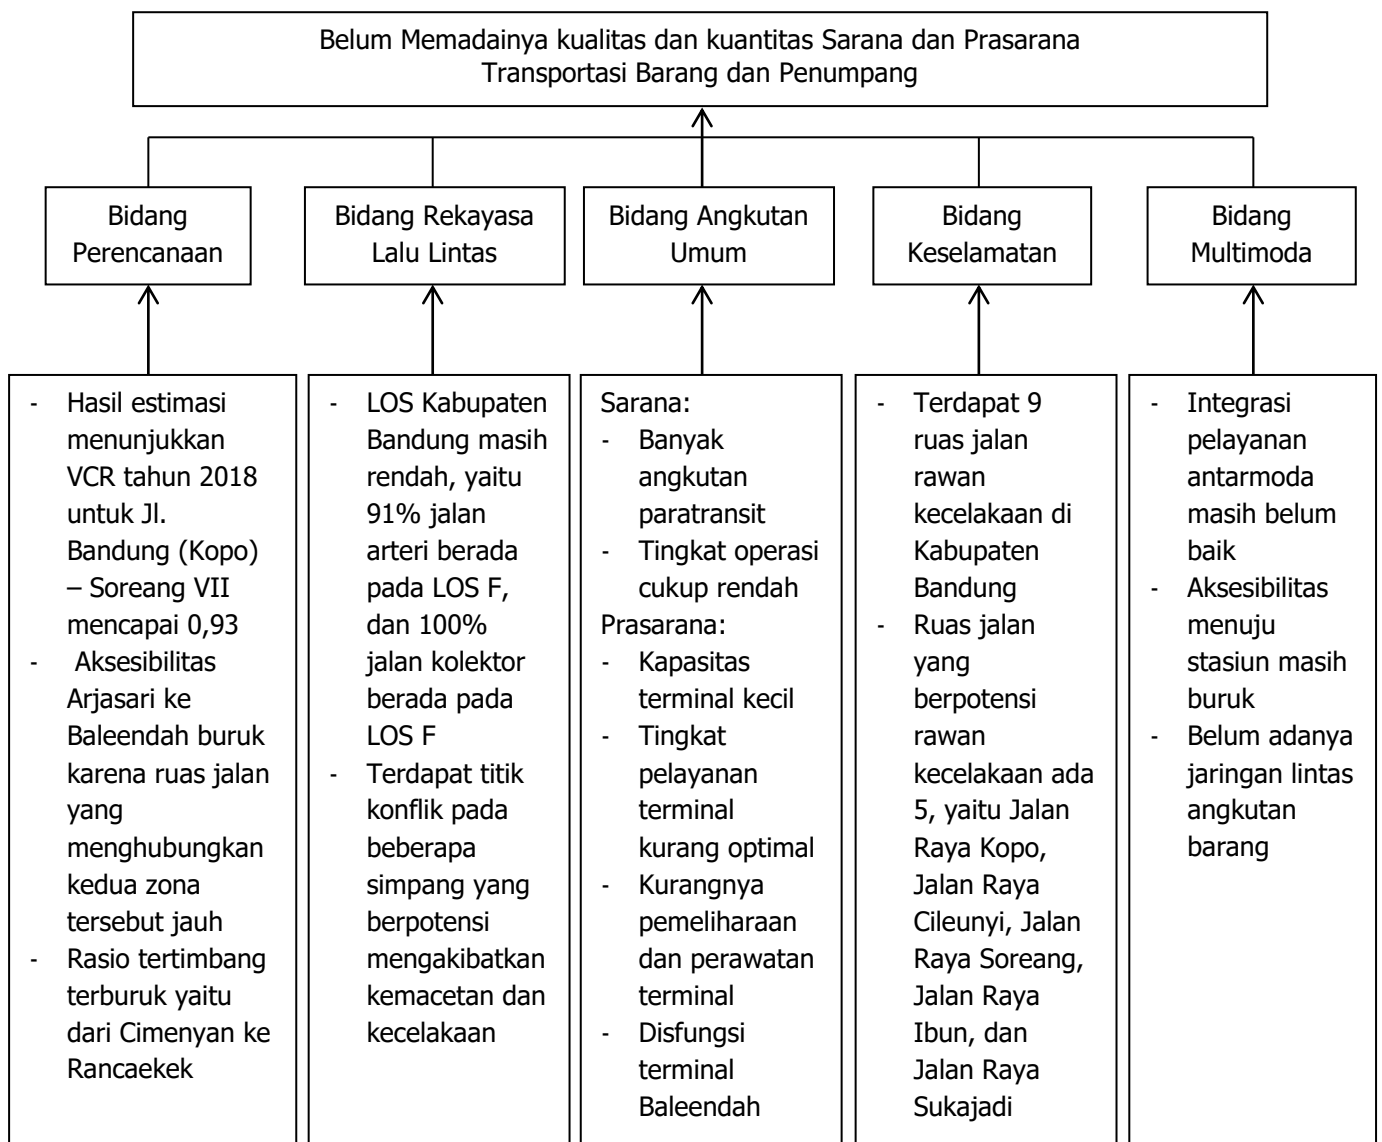 Belum Memadainya kualitas dan kuantitas Sarana dan Prasarana
Transportasi Barang dan Penumpang
Bidang
Perencanaan
Bidang Rekayasa
Lalu Lintas
Bidang Angkutan
Umum
Bidang
Keselamatan
Bidang
Multimoda
- Hasil estimasi
menunjukkan
VCR tahun 2018
untuk Jl.
Bandung (Kopo)
– Soreang VII
mencapai 0,93
- Aksesibilitas
Arjasari ke
Baleendah buruk
karena ruas jalan
yang
menghubungkan
kedua zona
tersebut jauh
- Rasio tertimbang
terburuk yaitu
dari Cimenyan ke
Rancaekek
- LOS Kabupaten
Bandung masih
rendah, yaitu
91% jalan
arteri berada
pada LOS F,
dan 100%
jalan kolektor
berada pada
LOS F
- Terdapat titik
konflik pada
beberapa
simpang yang
berpotensi
mengakibatkan
kemacetan dan
kecelakaan
Sarana:
- Banyak
angkutan
paratransit
- Tingkat operasi
cukup rendah
Prasarana:
- Kapasitas
terminal kecil
- Tingkat
pelayanan
terminal
kurang optimal
- Kurangnya
pemeliharaan
dan perawatan
terminal
- Disfungsi
terminal
Baleendah
- Terdapat 9
ruas jalan
rawan
kecelakaan di
Kabupaten
Bandung
- Ruas jalan
yang
berpotensi
rawan
kecelakaan ada
5, yaitu Jalan
Raya Kopo,
Jalan Raya
Cileunyi, Jalan
Raya Soreang,
Jalan Raya
Ibun, dan
Jalan Raya
Sukajadi
- Integrasi
pelayanan
antarmoda
masih belum
baik
- Aksesibilitas
menuju
stasiun masih
buruk
- Belum adanya
jaringan lintas
angkutan
barang